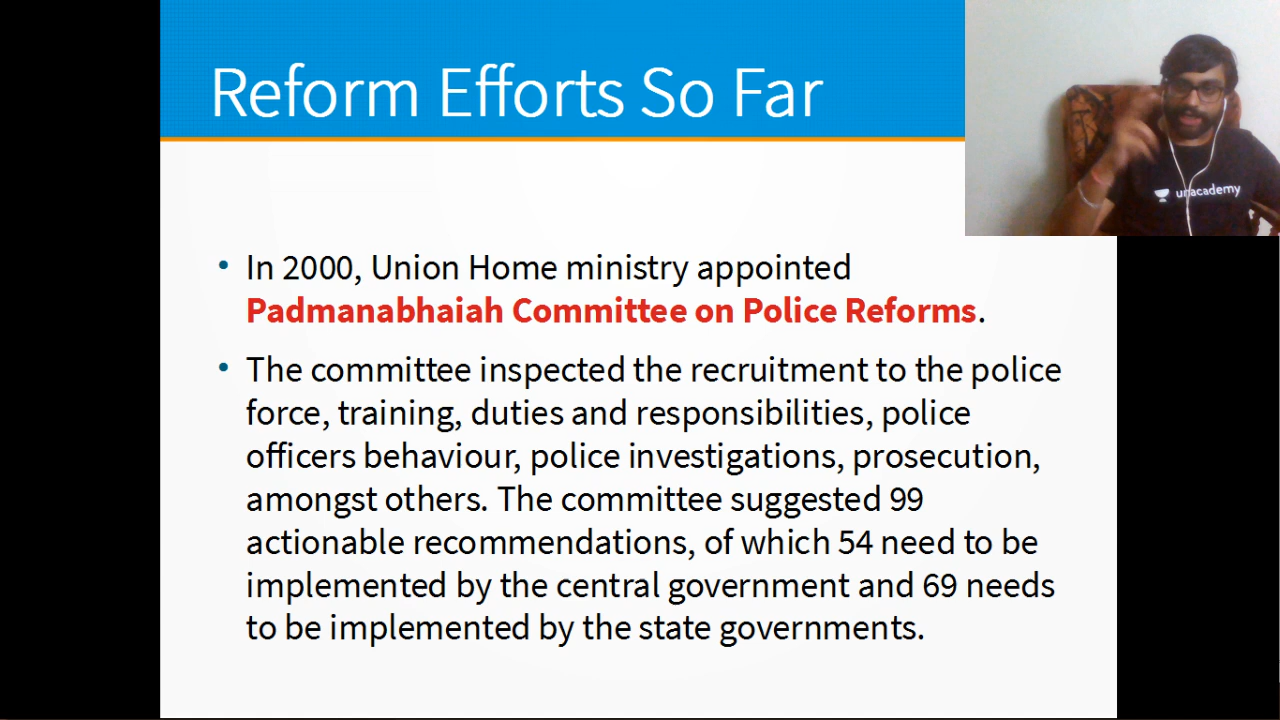 Reform Efforts So Far
unacademy
• In 2000, Union Home ministry appointed
Padmanabhaiah Committee on Police Reforms.
• The committee inspected the recruitment to the police
force, training, duties and responsibilities, police
officers behaviour, police investigations, prosecution,
amongst others. The committee suggested 99
actionable recommendations, of which 54 need to be
implemented by the central government and 69 needs
to be implemented by the state governments.